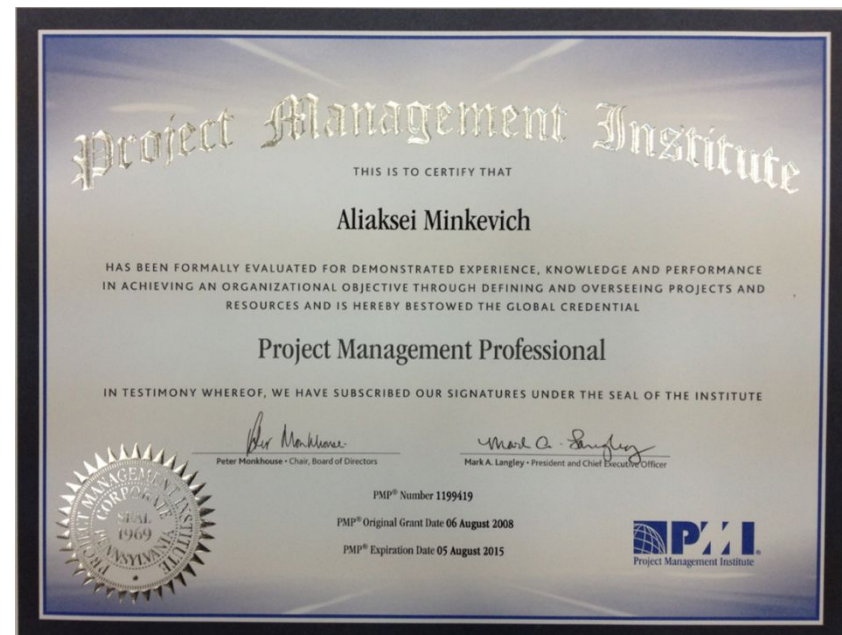 Project Management Institute
THIS IS TO CERTIFY THAT
Aliaksei Minkevich
HAS BEEN FORMALLY EVALUATED FOR DEMONSTRATED EXPERIENCE, KNOWLEDGE AND PERFORMANCE
IN ACHIEVING AN ORGANIZATIONAL OBJECTIVE THROUGH DEFINING AND OVERSEEING PROJECTS AND
RESOURCES AND IS HEREBY BESTOWED THE GLOBAL CREDENTIAL
Project Management Professional
IN TESTIMONY WHEREOF, WE HAVE SUBSCRIBED OUR SIGNATURES UNDER THE SEAL OF THE INSTITUTE
Peter Monkhouse Mark A. Langley
Peter Monkhouse • Chair, Board of Directors Mark A. Langley • President and Chief Executive Officer
PMP® Number 1199419
PMP® Original Grant Date 06 August 2008
PMP® Expiration Date 05 August 2015
PROJECT MANAGEMENT INSTITUTE
CORPORATE
SEAL
1969
PENNSYLVANIA
PMI®
Project Management Institute